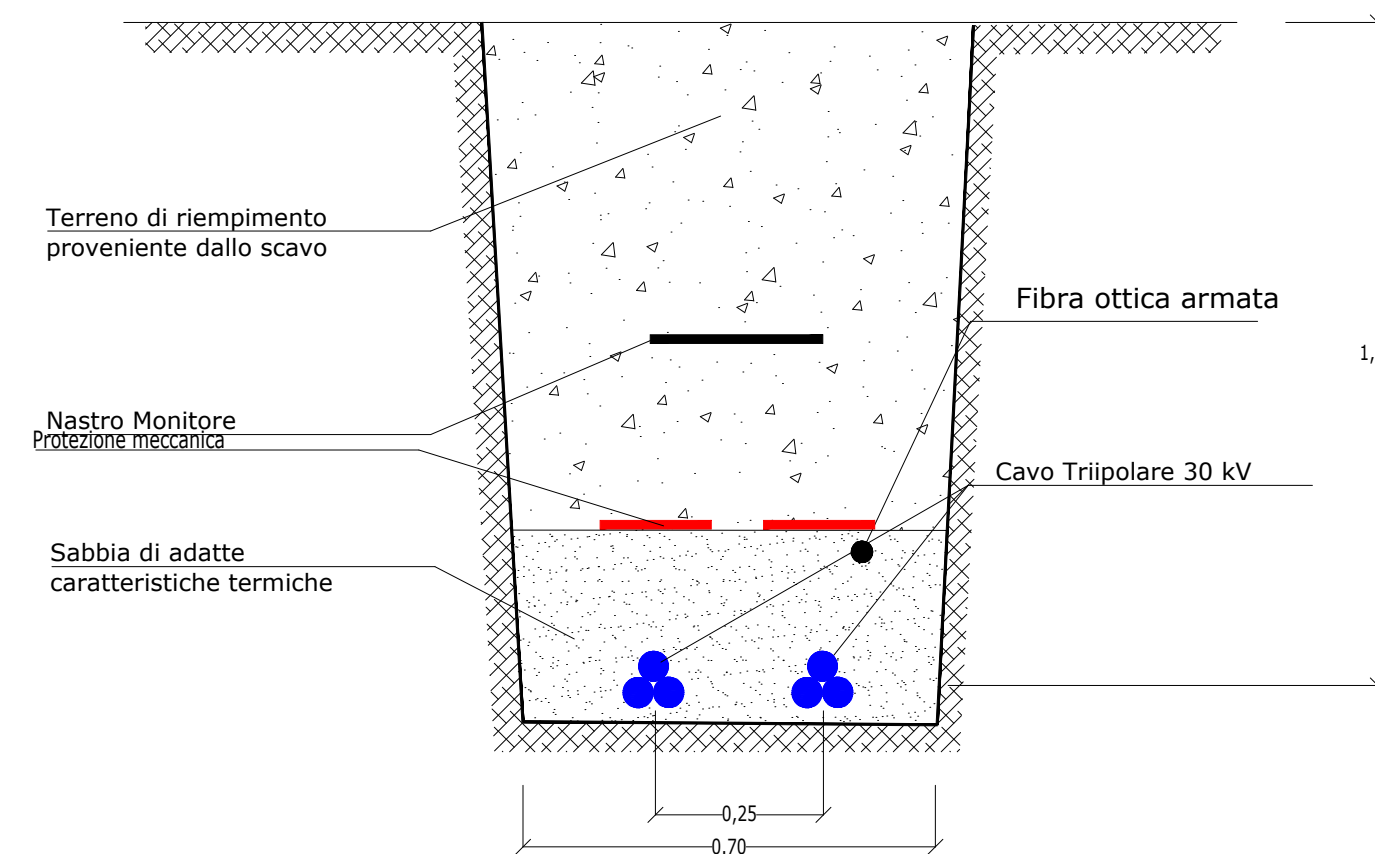 Terreno di riempimento
proveniente dallo scavo
Fibra ottica armata
1,
Nastro Monitore
Protezione meccanica
Cavo Triipolare 30 kV
Sabbia di adatte
caratteristiche termiche
0,25
0,70